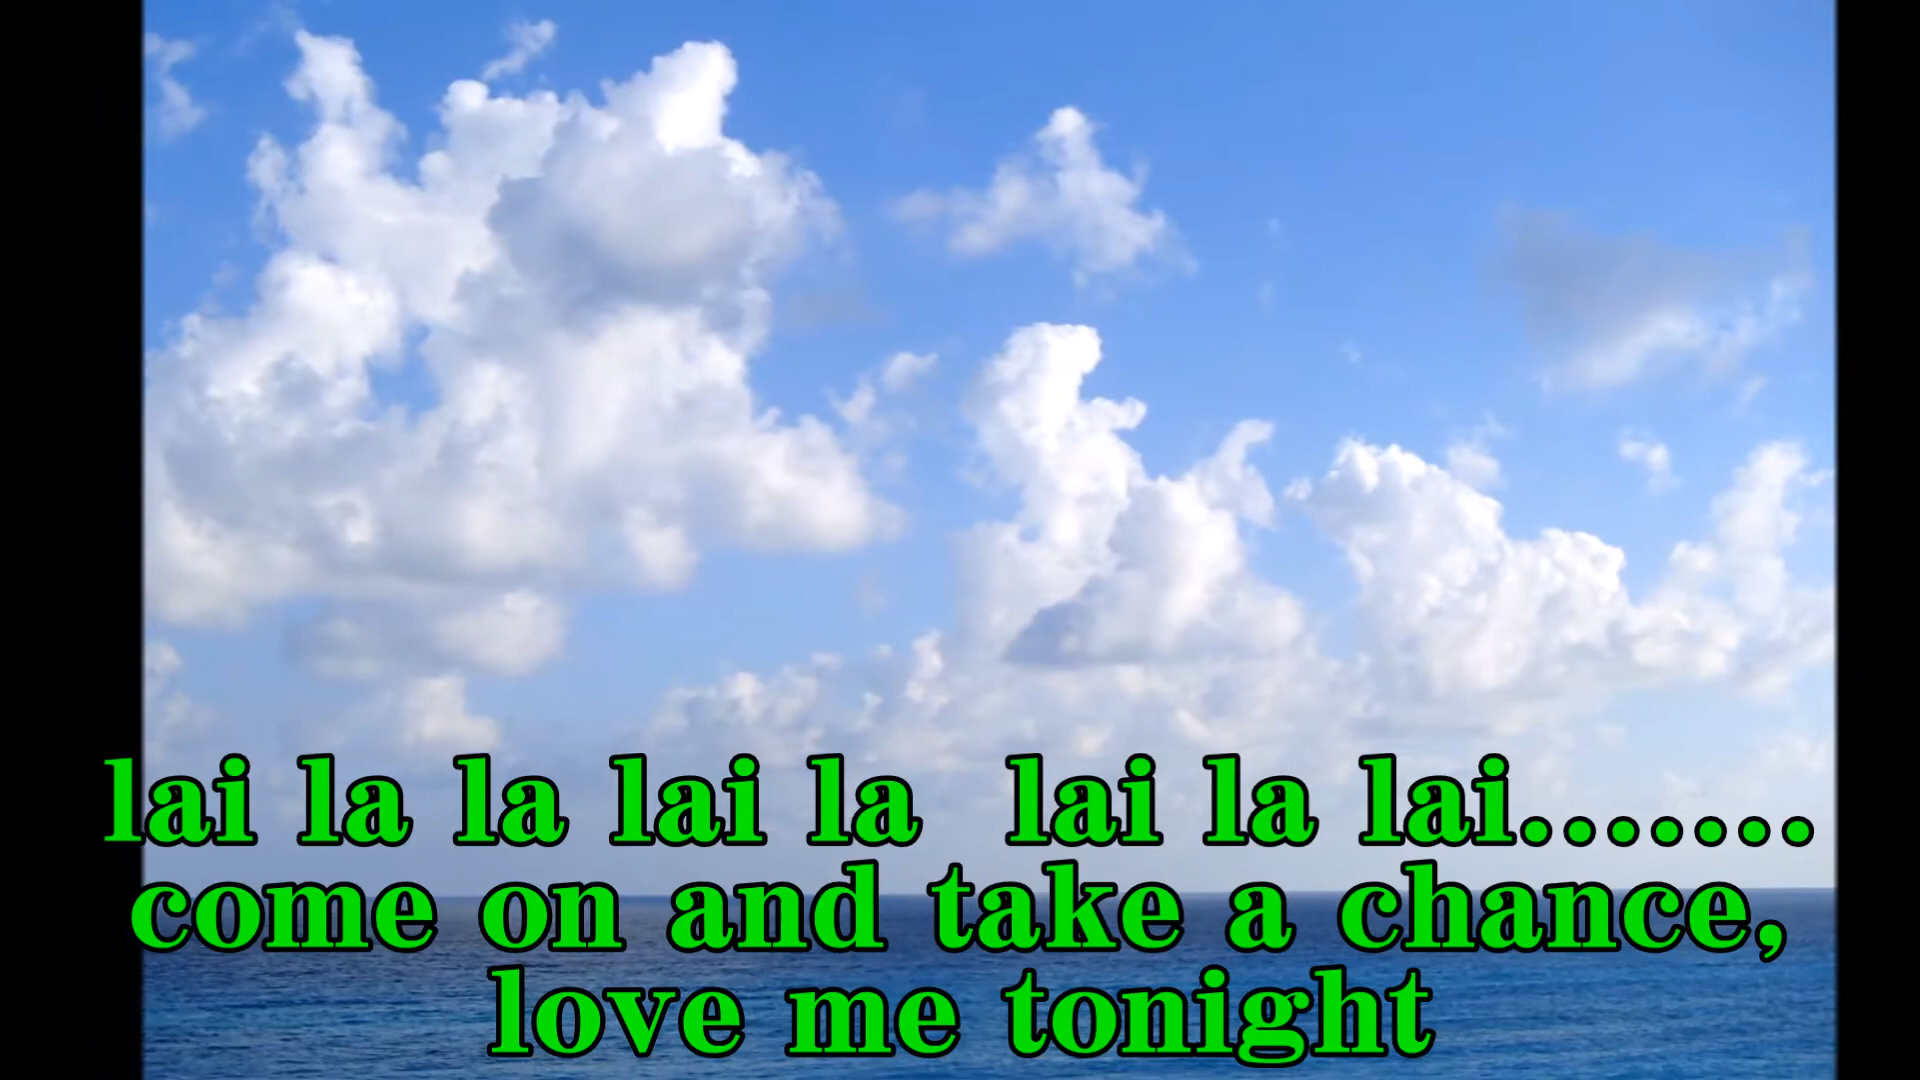 lai la la lai la  lai la lai.......
come on and take a chance,
love me tonight